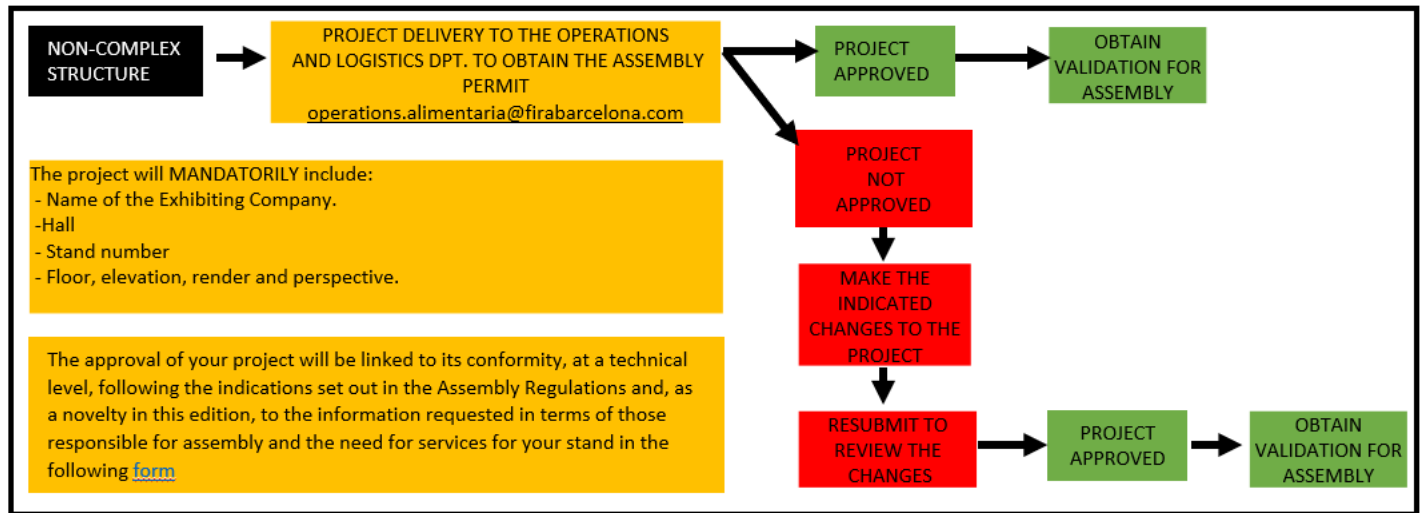 NON-COMPLEX
STRUCTURE
PROJECT DELIVERY TO THE OPERATIONS
AND LOGISTICS DPT. TO OBTAIN THE ASSEMBLY
PERMIT
operations.alimentaria@firabarcelona.com
PROJECT
APPROVED
OBTAIN
VALIDATION FOR
ASSEMBLY
The project will MANDATORILY include:
- Name of the Exhibiting Company.
-Hall
- Stand number
- Floor, elevation, render and perspective.
PROJECT
NOT
APPROVED
MAKE THE
INDICATED
CHANGES TO THE
PROJECT
The approval of your project will be linked to its conformity, at a technical
level, following the indications set out in the Assembly Regulations and, as
a novelty in this edition, to the information requested in terms of those
responsible for assembly and the need for services for your stand in the
following form
RESUBMIT TO
REVIEW THE
CHANGES
PROJECT
APPROVED
OBTAIN
VALIDATION FOR
ASSEMBLY